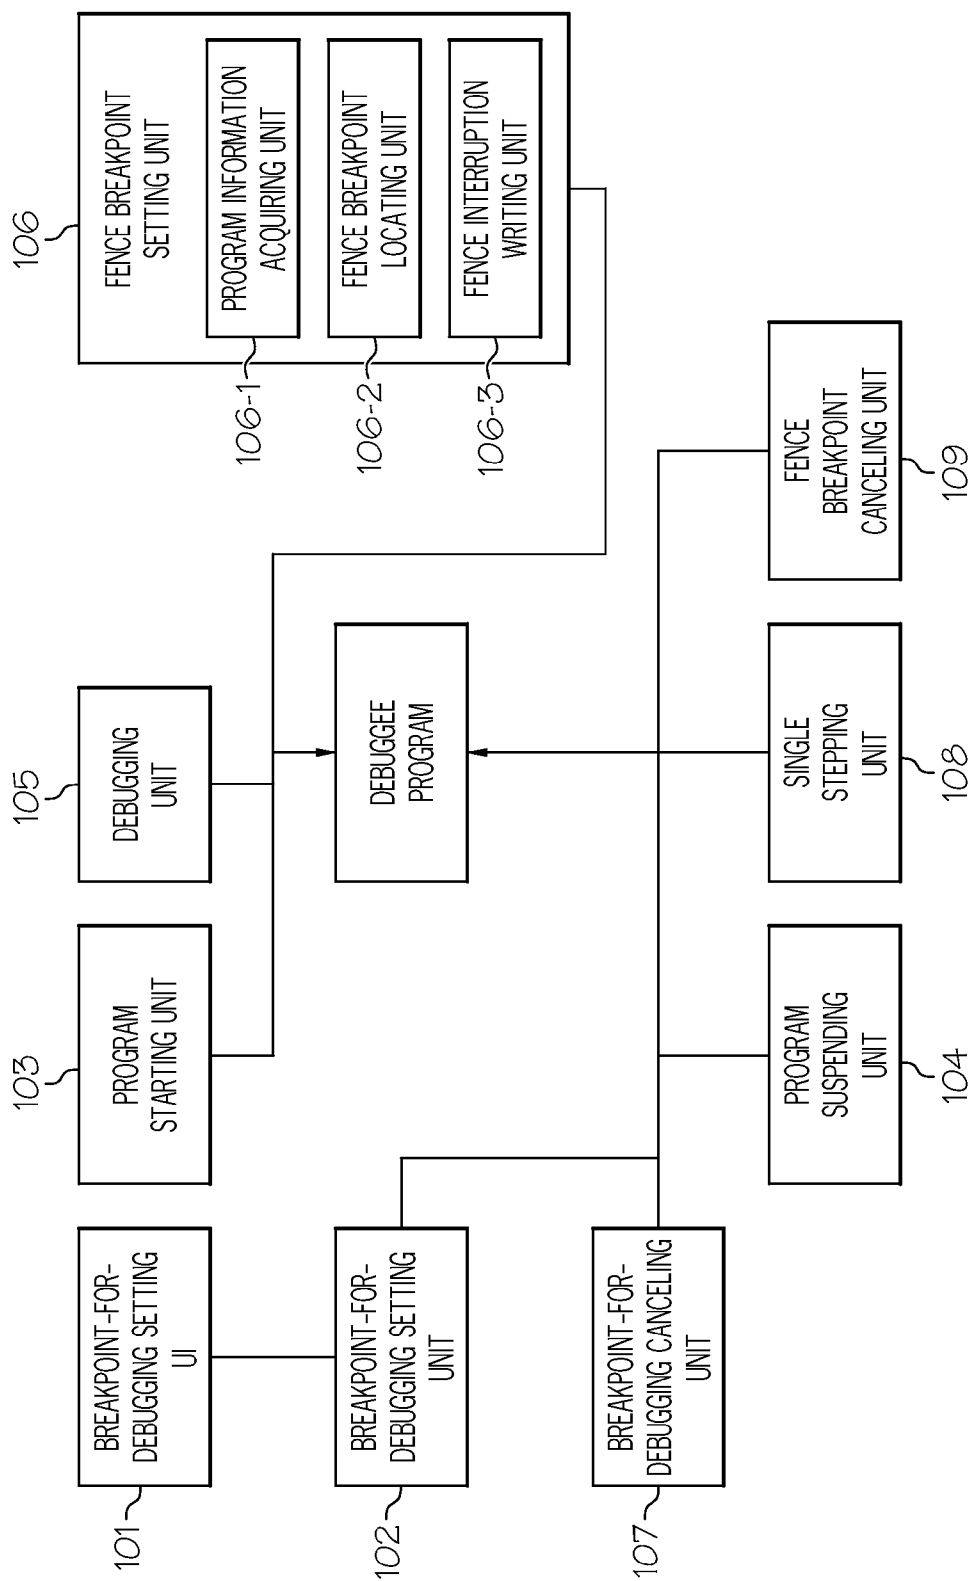 BREAKPOINT-FOR-
DEBUGGING SETTING
UI
101
PROGRAM
STARTING UNIT
103
DEBUGGING
UNIT
105
FENCE BREAKPOINT
SETTING UNIT
106
PROGRAM INFORMATION
ACQUIRING UNIT
106-1
FENCE BREAKPOINT
LOCATING UNIT
106-2
FENCE INTERRUPTION
WRITING UNIT
106-3
BREAKPOINT-FOR-
DEBUGGING SETTING
UNIT
102
DEBUGGEE
PROGRAM
BREAKPOINT-FOR-
DEBUGGING CANCELING
UNIT
107
PROGRAM
SUSPENDING
UNIT
104
SINGLE
STEPPING
UNIT
108
FENCE
BREAKPOINT
CANCELING UNIT
109